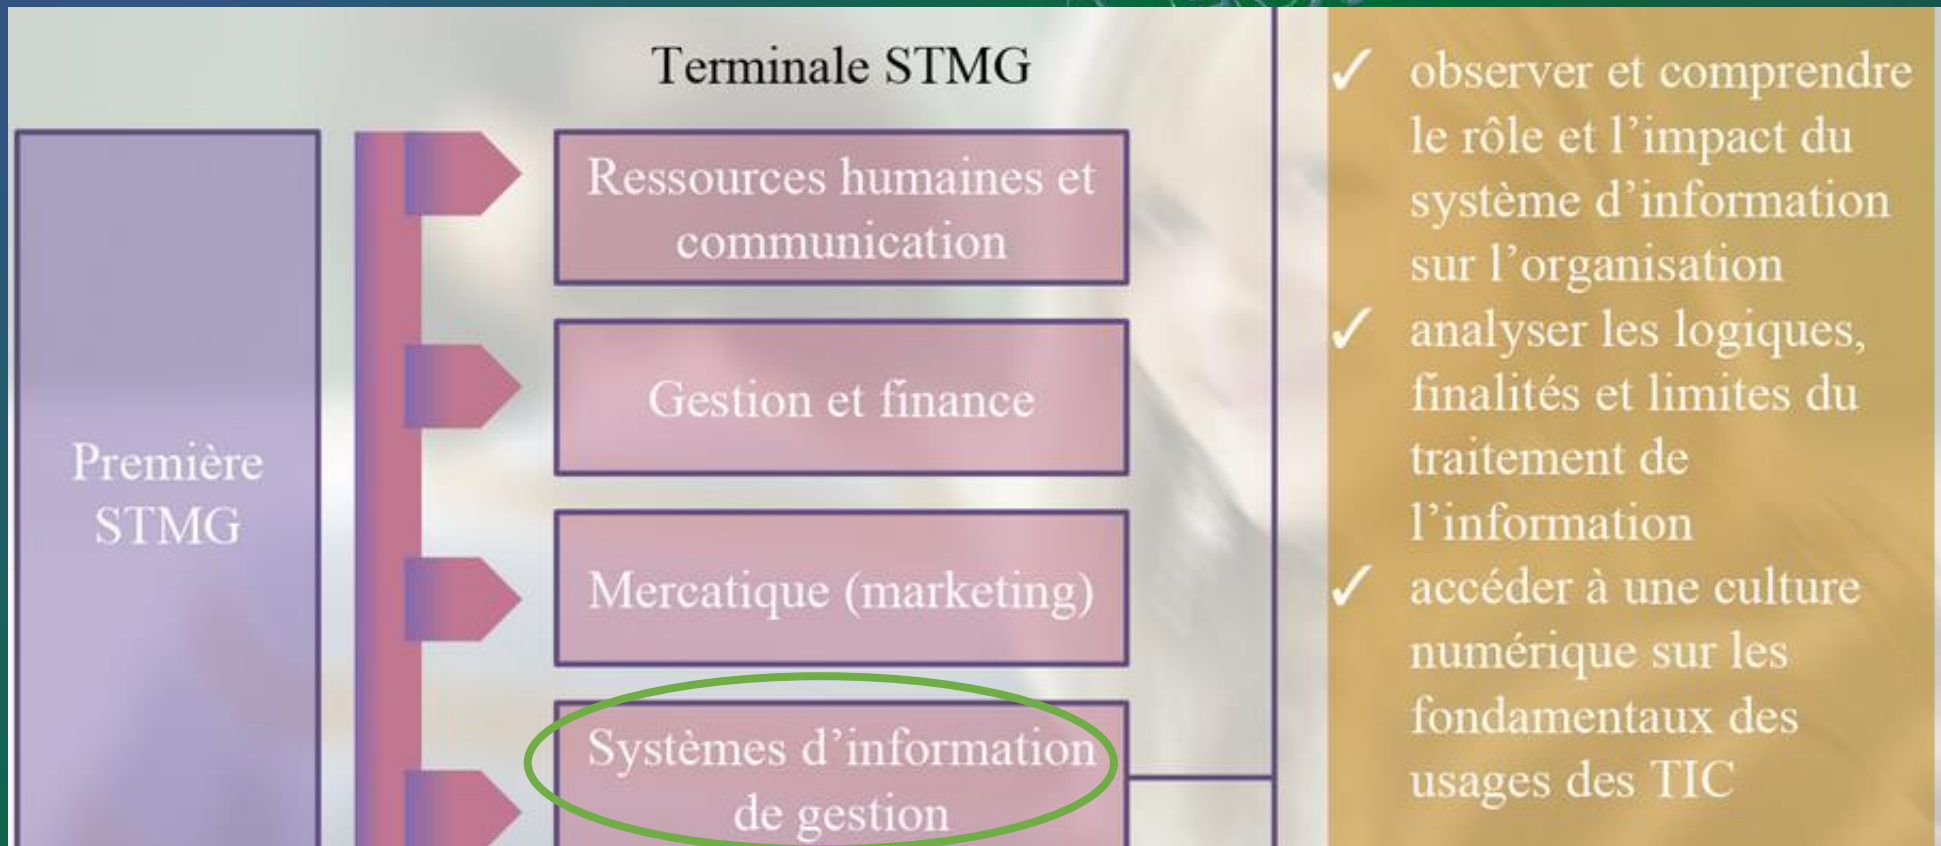 Terminale STMG
Première
STMG
Ressources humaines et
communication
Gestion et finance
Mercatique (marketing)
Systèmes d’information
de gestion
✓ observer et comprendre
le rôle et l’impact du
système d’information
sur l’organisation
✓ analyser les logiques,
finalités et limites du
traitement de
l’information
✓ accéder à une culture
numérique sur les
fondamentaux des
usages des TIC